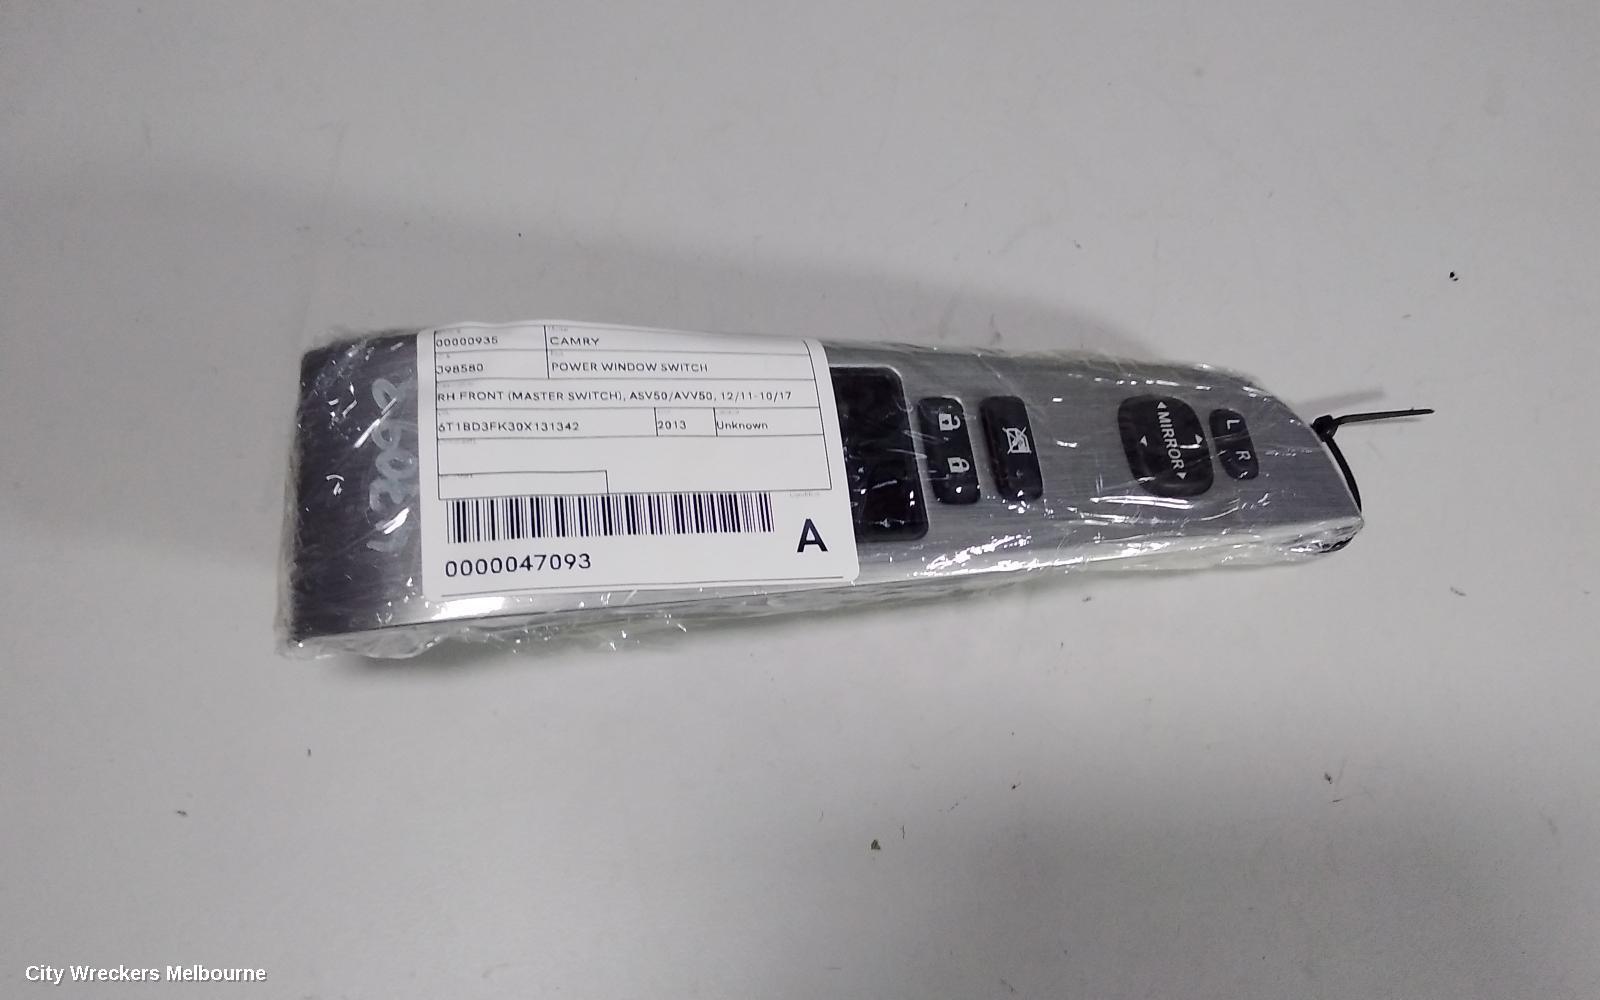 00000935
CAMRY
398580
POWER WINDOW SWITCH
RH FRONT (MASTER SWITCH), ASV50/AVV50, 12/11-10/17
6T1BD3FK30X131342
2013
Unknown
A
0000047093
MIRROR
L
R
City Wreckers Melbourne